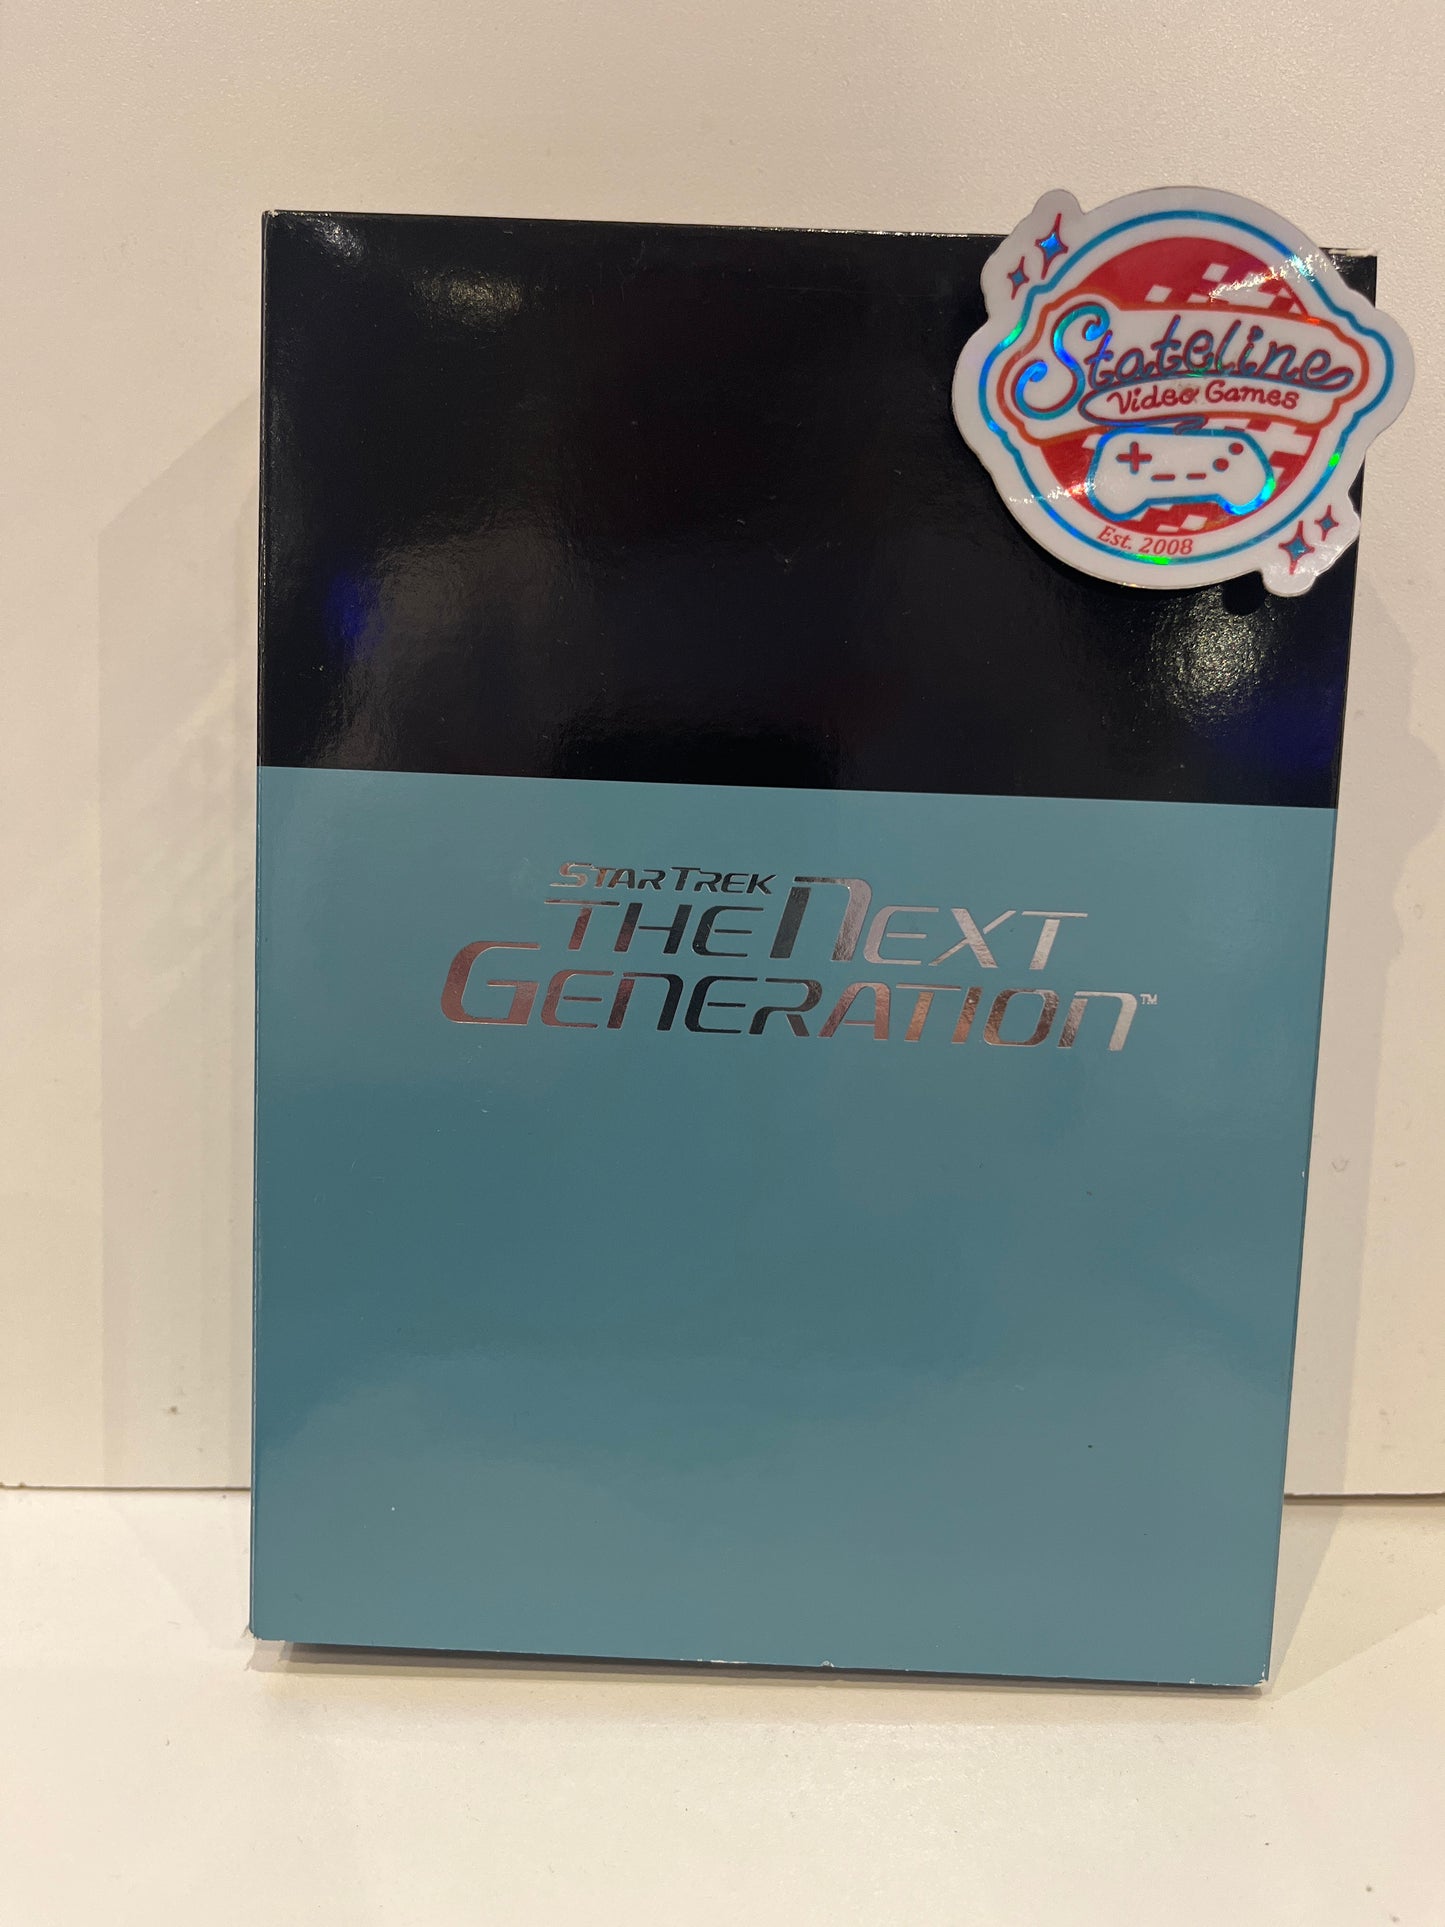 Stateline
Video Games
Est. 2008
STAR TREK
THE NEXT
GENERATION™